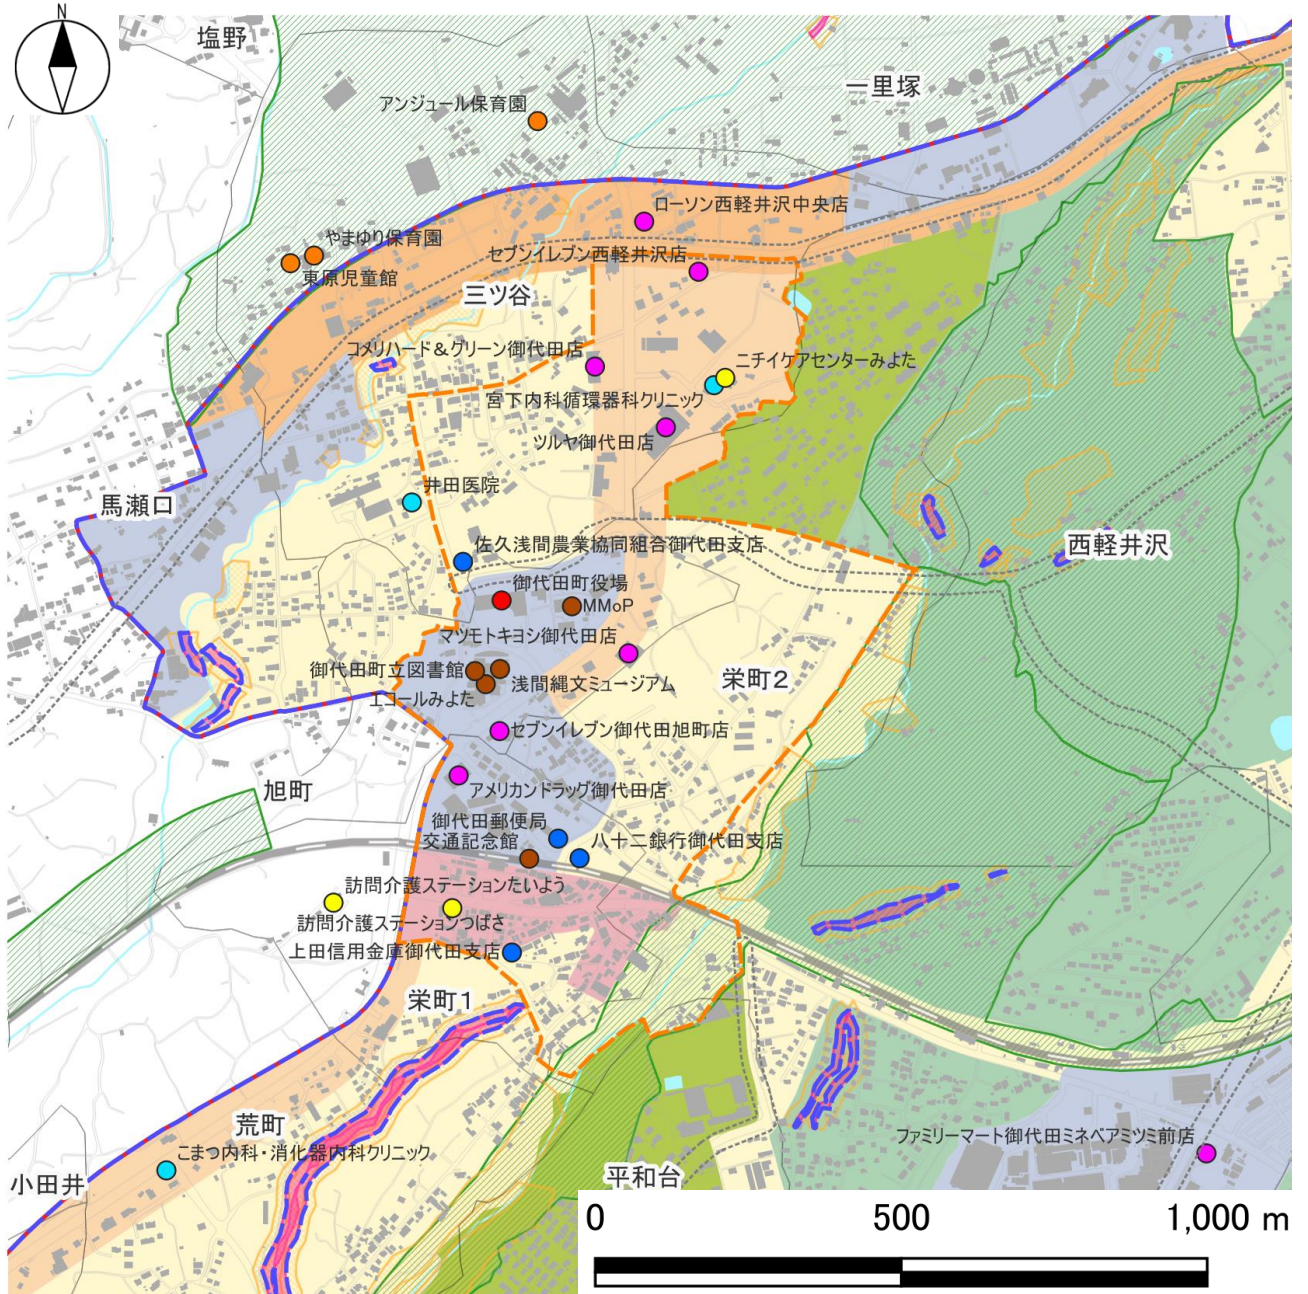 N
塩野
一里塚
アンジュール保育園
ローソン西軽井沢中央店
やまゆり保育園
セブンイレブン西軽井沢店
東原児童館
三ツ谷
コメリハード&グリーン御代田店
ニチイケアセンターみよた
宮下内科循環器科クリニック
ツルヤ御代田店
井田医院
馬瀬口
佐久浅間農業協同組合御代田支店
西軽井沢
御代田町役場
MMoP
マツモトキヨシ御代田店
御代田町立図書館
浅間縄文ミュージアム
栄町2
エコールみよた
セブンイレブン御代田旭町店
旭町
アメリカンドラッグ御代田店
御代田郵便局
交通記念館
八十二銀行御代田支店
訪問介護ステーションたいよう
訪問介護ステーションつばさ
上田信用金庫御代田支店
栄町1
荒町
ファミリーマート御代田ミネベアミツミ前店
こまつ内科・消化器内科クリニック
小田井
平和台
0 500 1,000 m